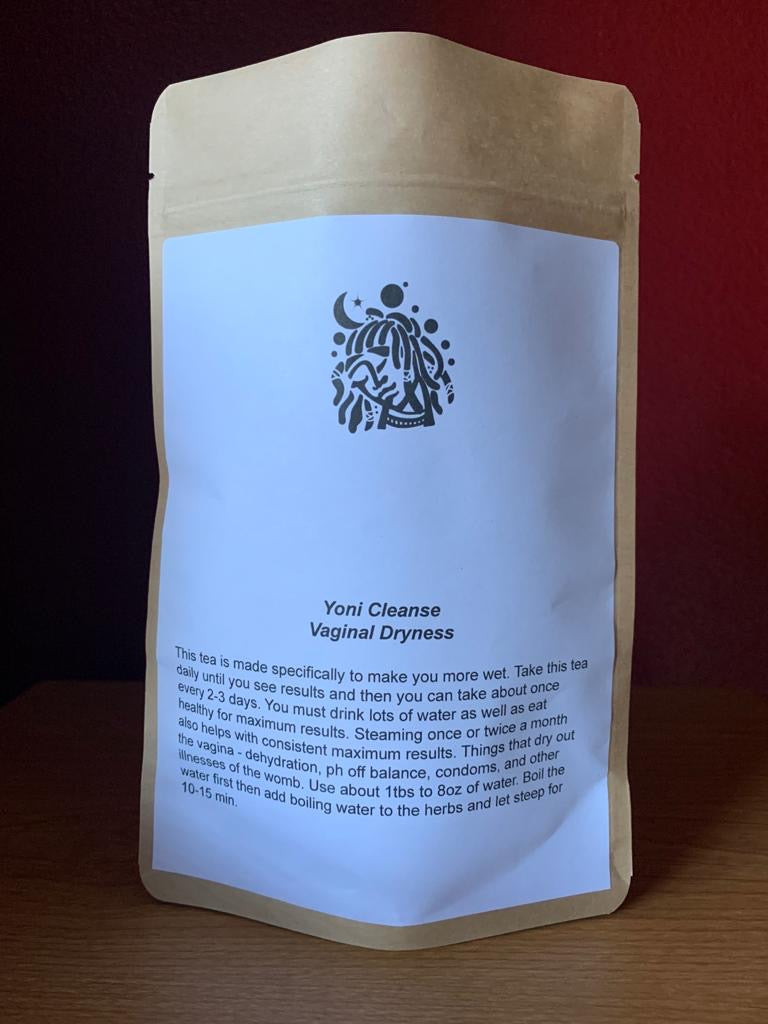 Yoni Cleanse
Vaginal Dryness
This tea is made specifically to make you more wet. Take this tea
daily until you see results and then you can take about once
every 2-3 days. You must drink lots of water as well as eat
healthy for maximum results. Steaming once or twice a month
also helps with consistent maximum results. Things that dry out
the vagina - dehydration, ph off balance, condoms, and other
illnesses of the womb. Use about 1tbs to 8oz of water. Boil the
water first then add boiling water to the herbs and let steep for
10-15 min.